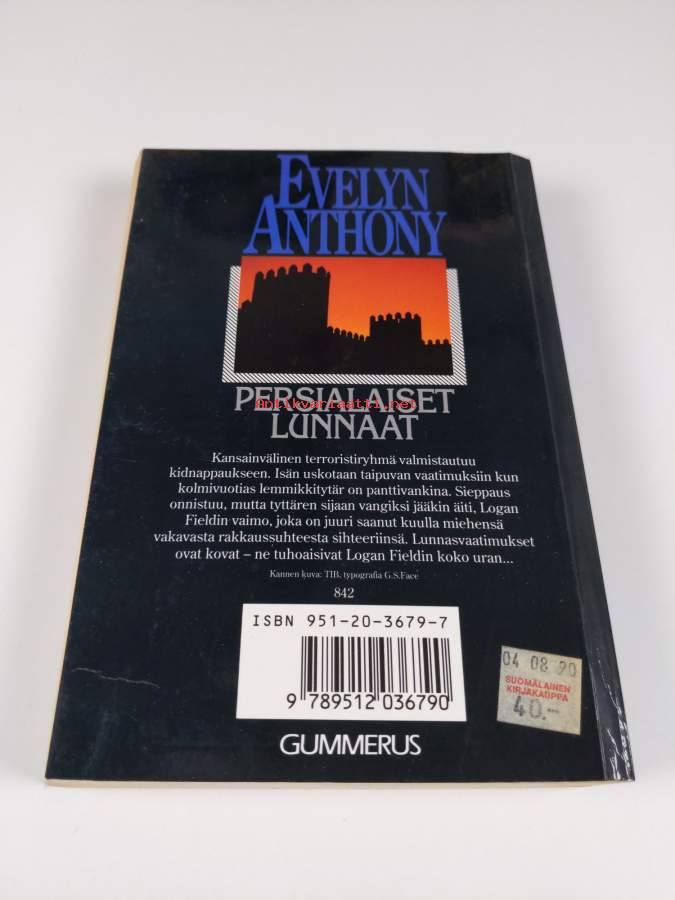 EVELYN
ANTHONY
PERSIALAISET
Antikvariaatti.net
LUNNAAT
Kansainvälinen terroristiryhmä valmistautuu
kidnappaukseen. Isän uskotaan taipuvan vaatimuksiin kun
kolmivuotias lemmikkitytär on panttivankina. Sieppaus
onnistuu, mutta tyttären sijaan vangiksi jääkin äiti, Logan
Fieldin vaimo, joka on juuri saanut kuulla miehensä
vakavasta rakkaussuhteesta sihteeriinsä. Lunnasvaatimukset
ovat kovat – ne tuhoaisivat Logan Fieldin koko uran...
Kannen kuva: TIB, typografia G.S.Face
842
ISBN 951-20-3679-7
9 789512 036790
04 08 90
SUOMALAINEN
KIRJAKAUPPA
40.—
GUMMERUS